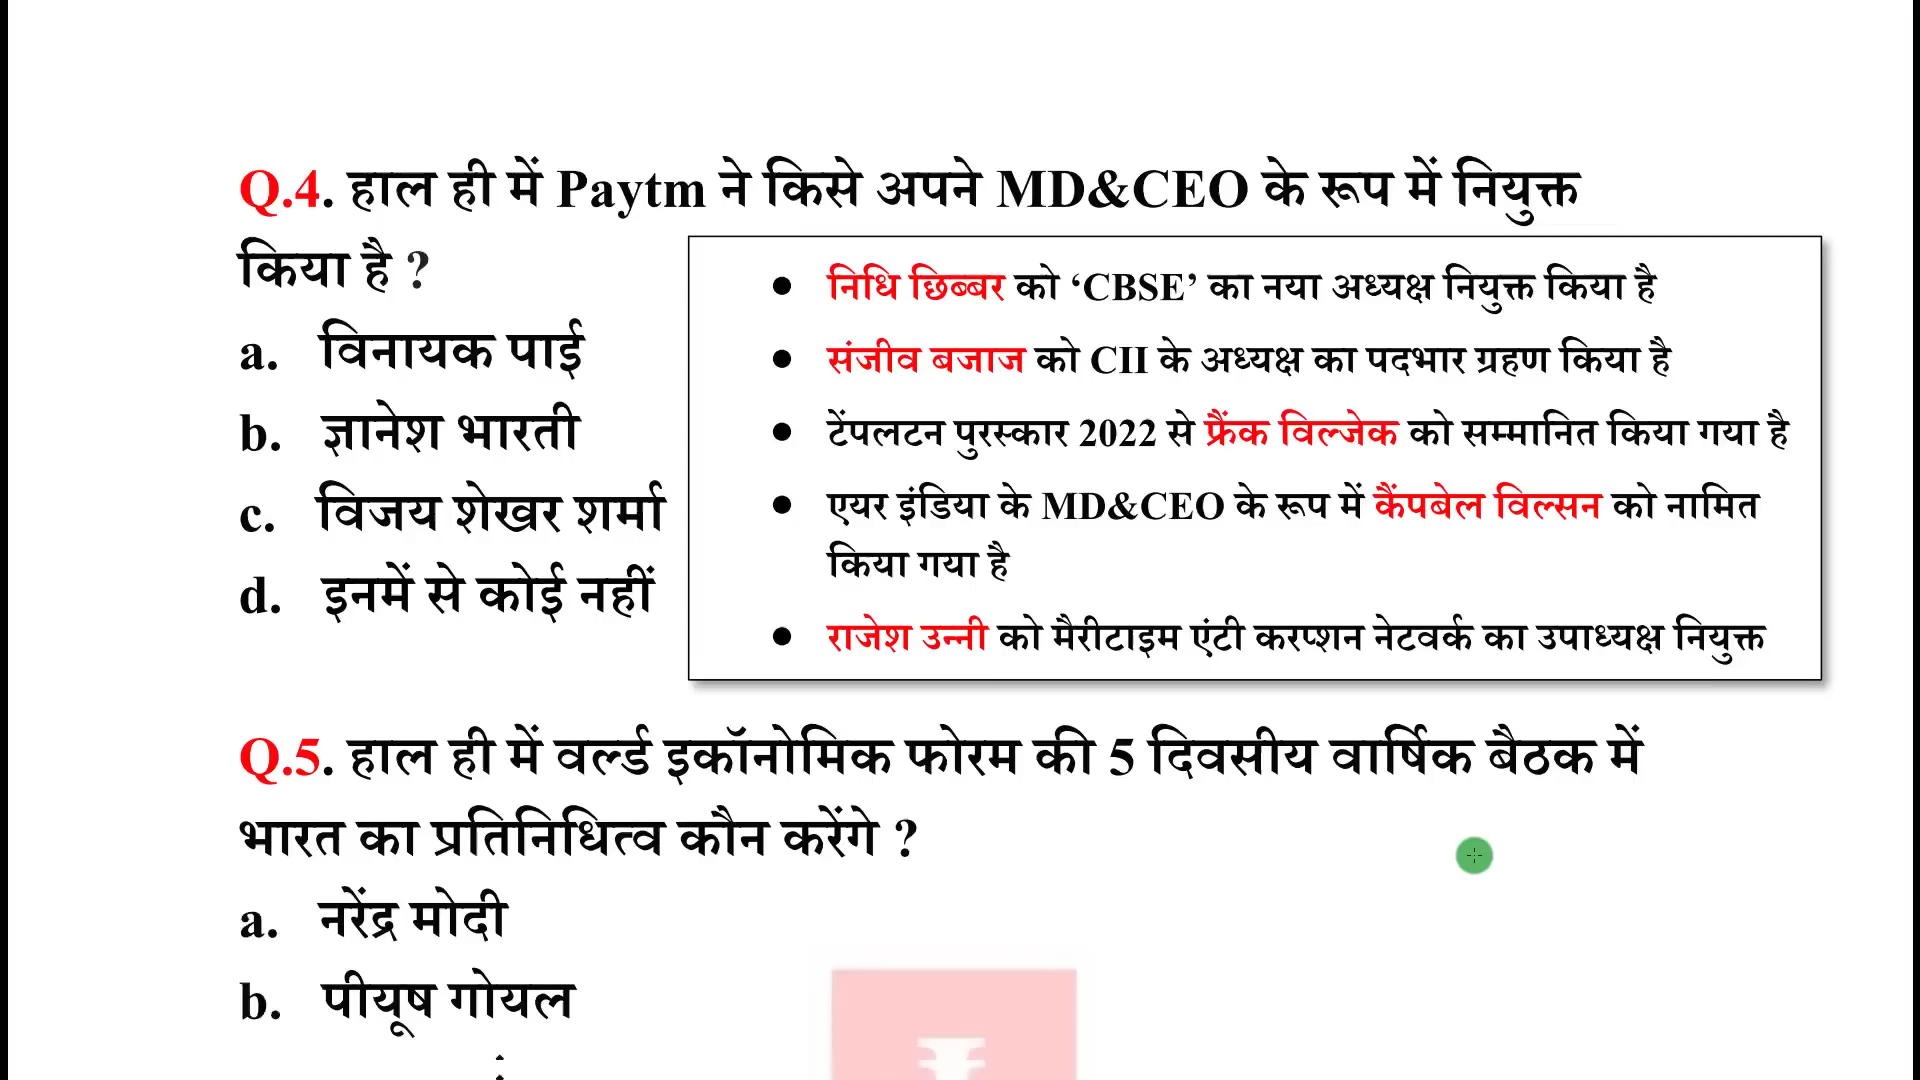 Q.4. हाल ही में Paytm ने किसे अपने MD&CEO के रूप में नियुक्त
किया है ?
a. विनायक पाई
b. ज्ञानेश भारती
c. विजय शेखर शर्मा
d. इनमें से कोई नहीं
● निधि छिब्बर को ‘CBSE’ का नया अध्यक्ष नियुक्त किया है
● संजीव बजाज को CII के अध्यक्ष का पदभार ग्रहण किया है
● टेंपलटन पुरस्कार 2022 से फ्रैंक विल्जेक को सम्मानित किया गया है
● एयर इंडिया के MD&CEO के रूप में कैंपबेल विल्सन को नामित
किया गया है
● राजेश उन्नी को मैरीटाइम एंटी करप्शन नेटवर्क का उपाध्यक्ष नियुक्त
Q.5. हाल ही में वर्ल्ड इकॉनोमिक फोरम की 5 दिवसीय वार्षिक बैठक में
भारत का प्रतिनिधित्व कौन करेंगे ?
a. नरेंद्र मोदी
b. पीयूष गोयल